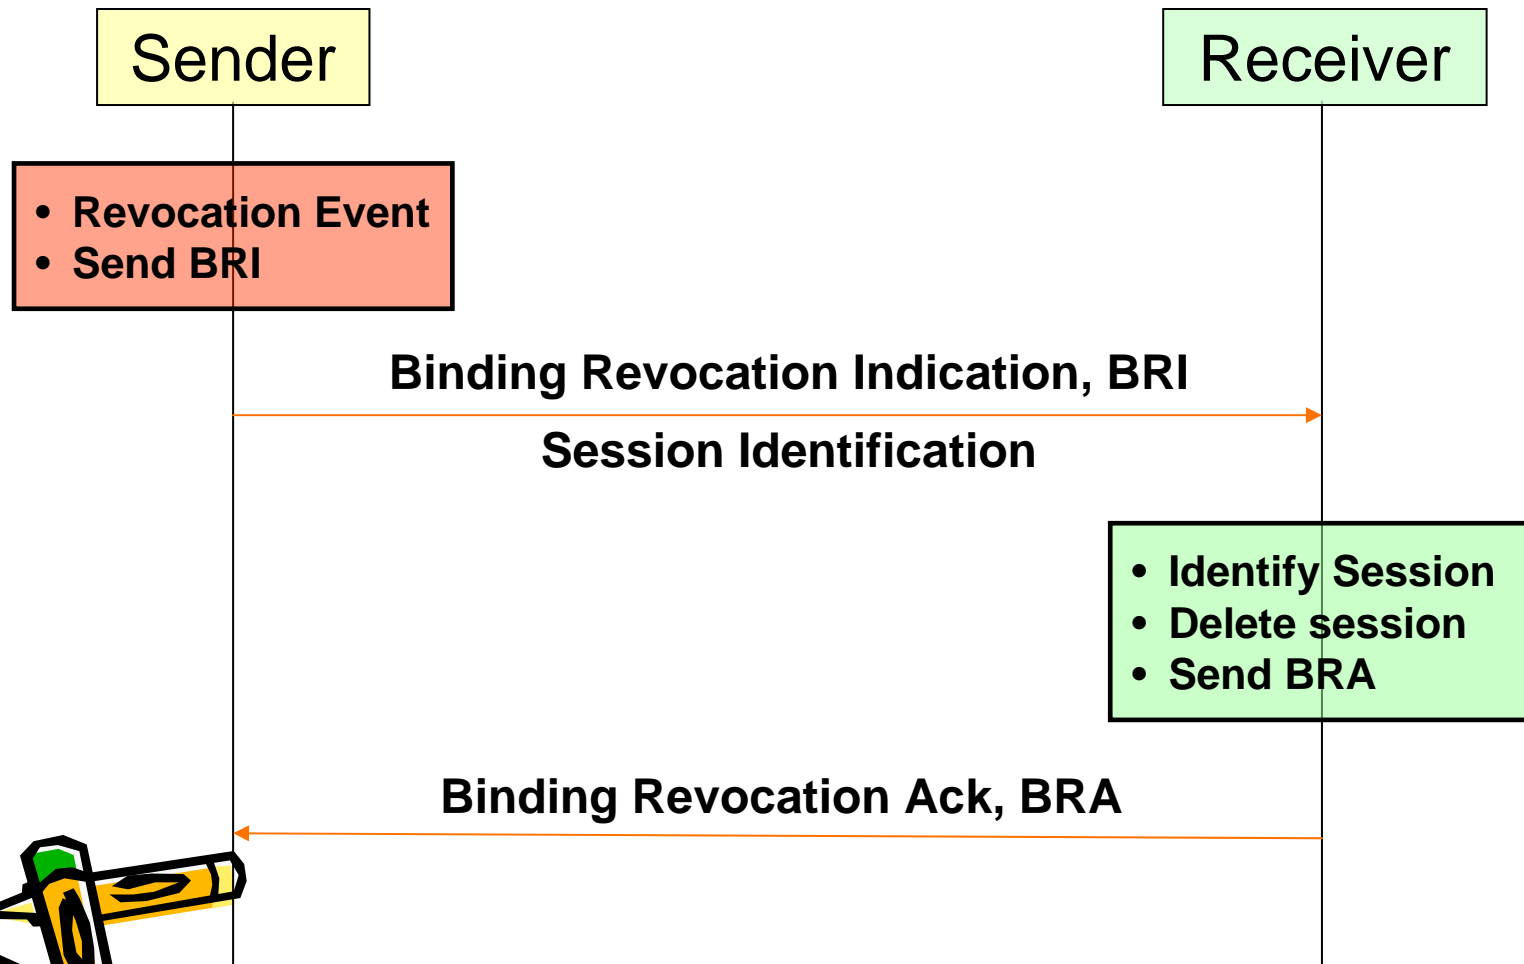 Sender
Receiver
• Revocation Event
• Send BRI
Binding Revocation Indication, BRI
Session Identification
• Identify Session
• Delete session
• Send BRA
Binding Revocation Ack, BRA